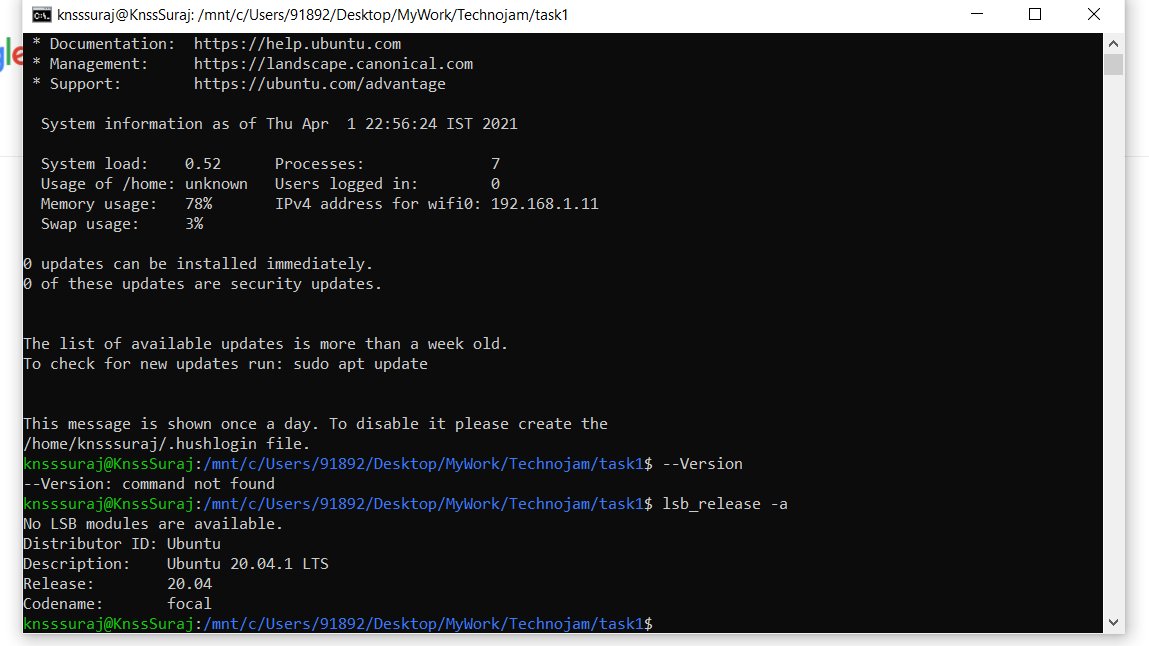 knsssuraj@KnssSuraj: /mnt/c/Users/91892/Desktop/MyWork/Technojam/task1
* Documentation:  https://help.ubuntu.com
* Management:     https://landscape.canonical.com
* Support:        https://ubuntu.com/advantage
System information as of Thu Apr  1 22:56:24 IST 2021
System load:    0.52      Processes:              7
Usage of /home: unknown   Users logged in:        0
Memory usage:   78%       IPv4 address for wifi0: 192.168.1.11
Swap usage:     3%
0 updates can be installed immediately.
0 of these updates are security updates.
The list of available updates is more than a week old.
To check for new updates run: sudo apt update
This message is shown once a day. To disable it please create the
/home/knsssuraj/.hushlogin file.
knsssuraj@KnssSuraj:/mnt/c/Users/91892/Desktop/MyWork/Technojam/task1$ --Version
--Version: command not found
knsssuraj@KnssSuraj:/mnt/c/Users/91892/Desktop/MyWork/Technojam/task1$ lsb_release -a
No LSB modules are available.
Distributor ID: Ubuntu
Description:    Ubuntu 20.04.1 LTS
Release:        20.04
Codename:       focal
knsssuraj@KnssSuraj:/mnt/c/Users/91892/Desktop/MyWork/Technojam/task1$